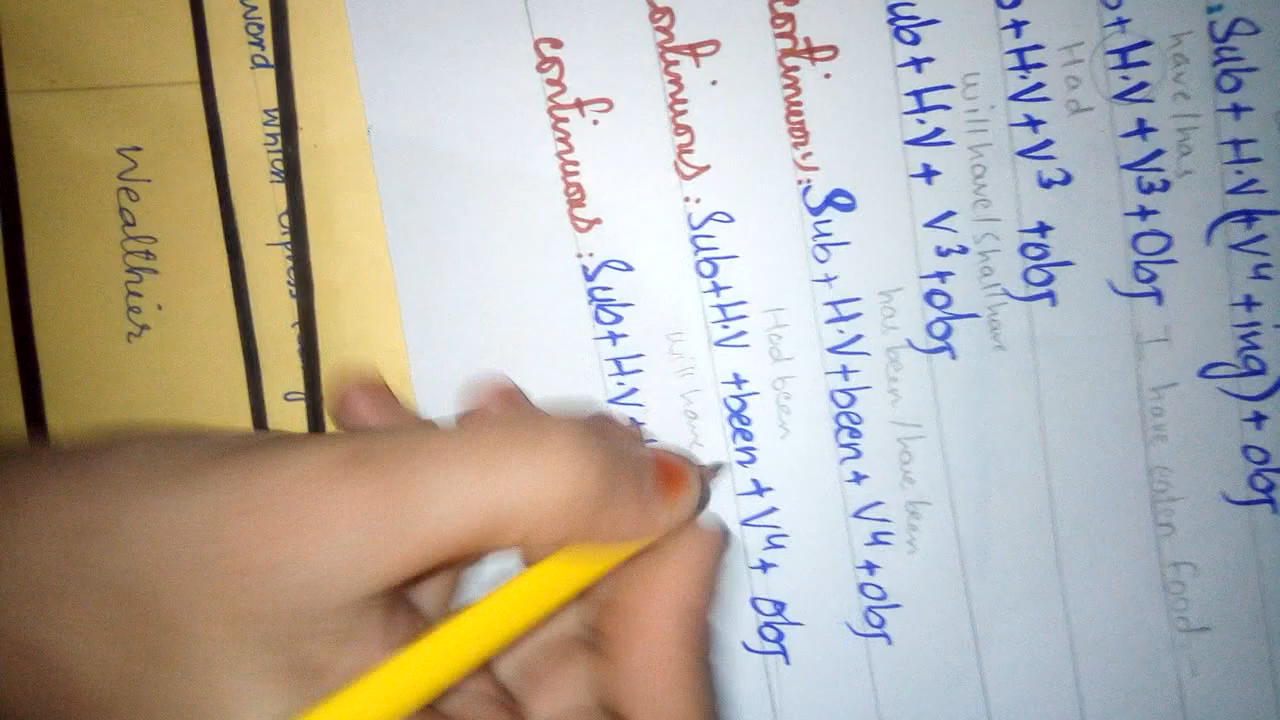 Sub + H.V (+V⁴ + ing) + obj
have/has
+ H.V + V³ + Obj I have eaten food
Had
+ H.V + V³ + obj
will have/shall have
ub + H.V + V³ + obj
has been/have been
continuous: Sub + H.V + been + V⁴ + obj
Had been
ontinuous: Sub + H.V + been + V⁴ + Obj
will have
continuous: Sub + H.V +
word which
Wealthier